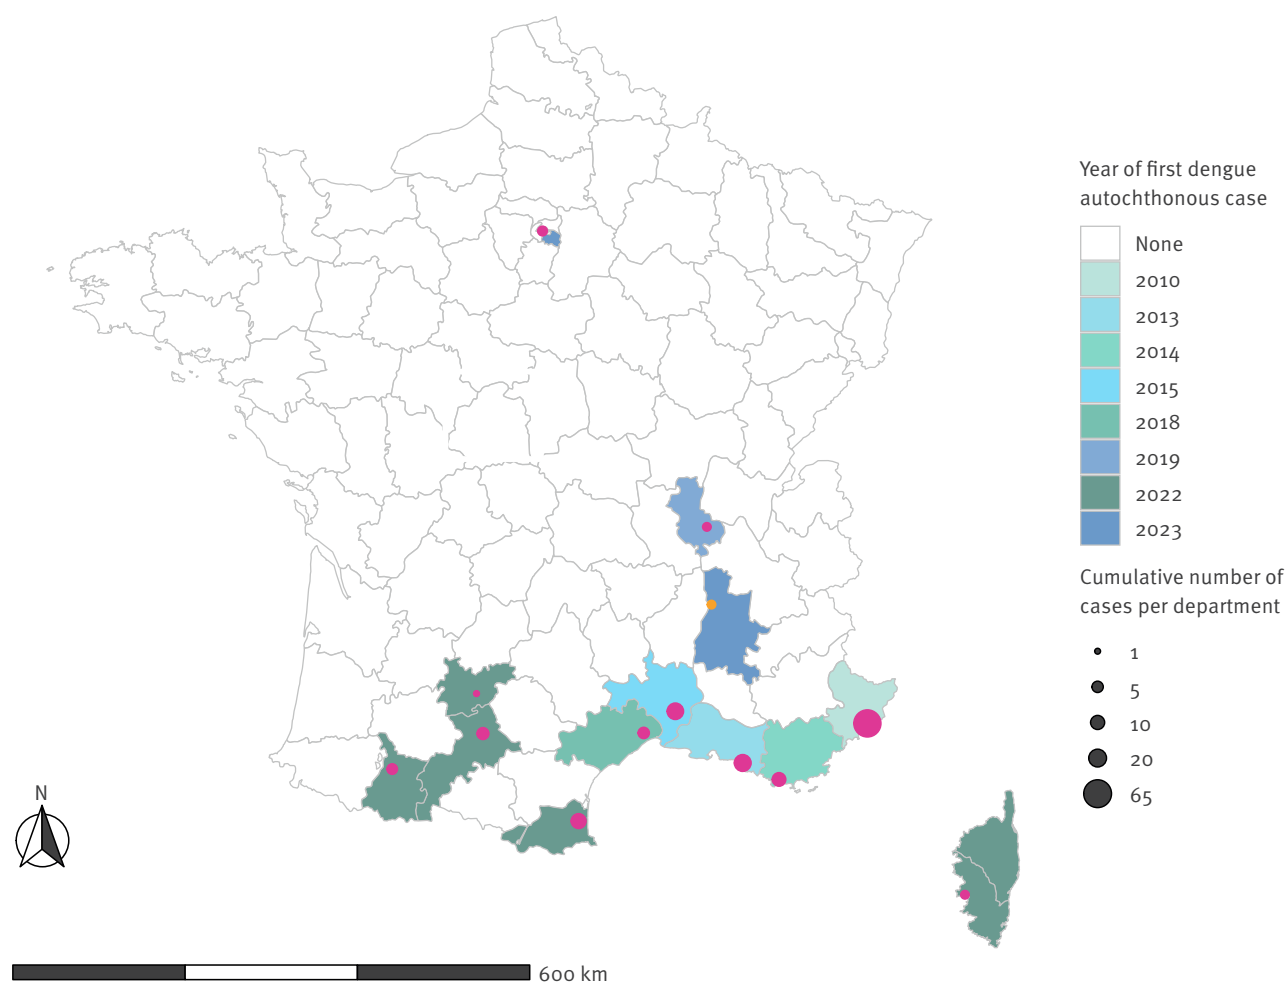 Year of first dengue
autochthonous case
None
2010
2013
2014
2015
2018
2019
2022
2023
Cumulative number of
cases per department
1
5
10
20
65
N
600 km